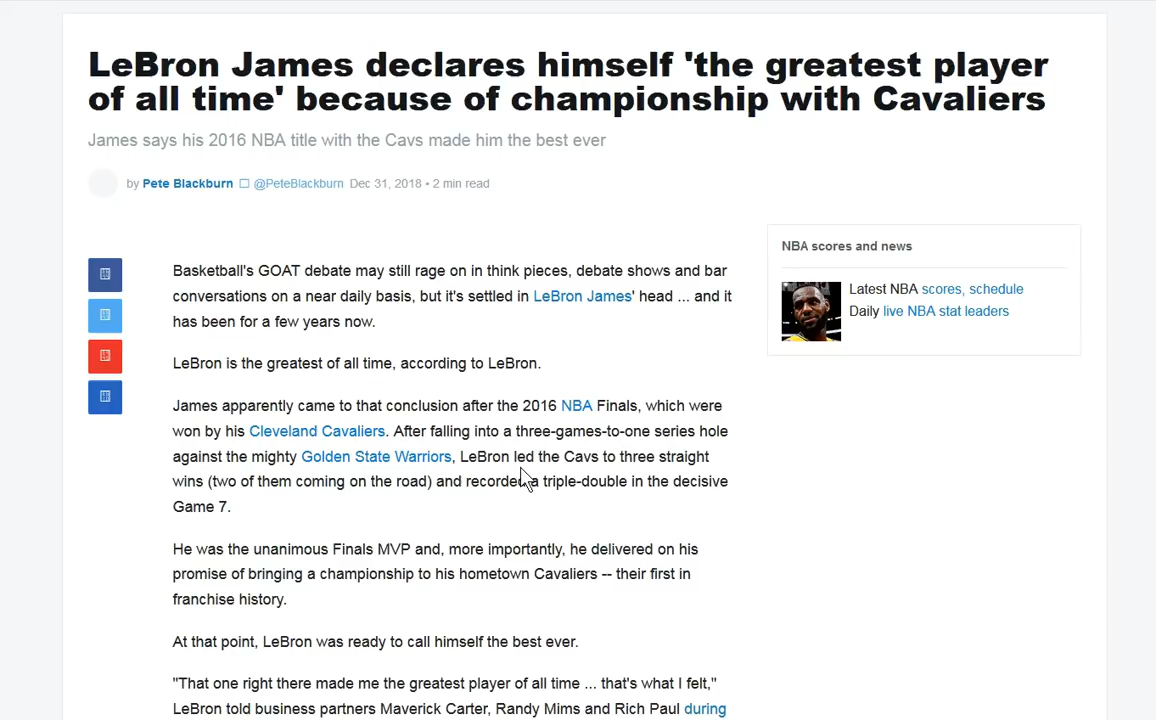 LeBron James declares himself 'the greatest player
of all time' because of championship with Cavaliers
James says his 2016 NBA title with the Cavs made him the best ever
by Pete Blackburn @PeteBlackburn Dec 31, 2018 • 2 min read
Basketball's GOAT debate may still rage on in think pieces, debate shows and bar
conversations on a near daily basis, but it's settled in LeBron James' head ... and it
has been for a few years now.
LeBron is the greatest of all time, according to LeBron.
James apparently came to that conclusion after the 2016 NBA Finals, which were
won by his Cleveland Cavaliers. After falling into a three-games-to-one series hole
against the mighty Golden State Warriors, LeBron led the Cavs to three straight
wins (two of them coming on the road) and recorded a triple-double in the decisive
Game 7.
He was the unanimous Finals MVP and, more importantly, he delivered on his
promise of bringing a championship to his hometown Cavaliers -- their first in
franchise history.
At that point, LeBron was ready to call himself the best ever.
"That one right there made me the greatest player of all time ... that's what I felt,"
LeBron told business partners Maverick Carter, Randy Mims and Rich Paul during
NBA scores and news
Latest NBA scores, schedule
Daily live NBA stat leaders